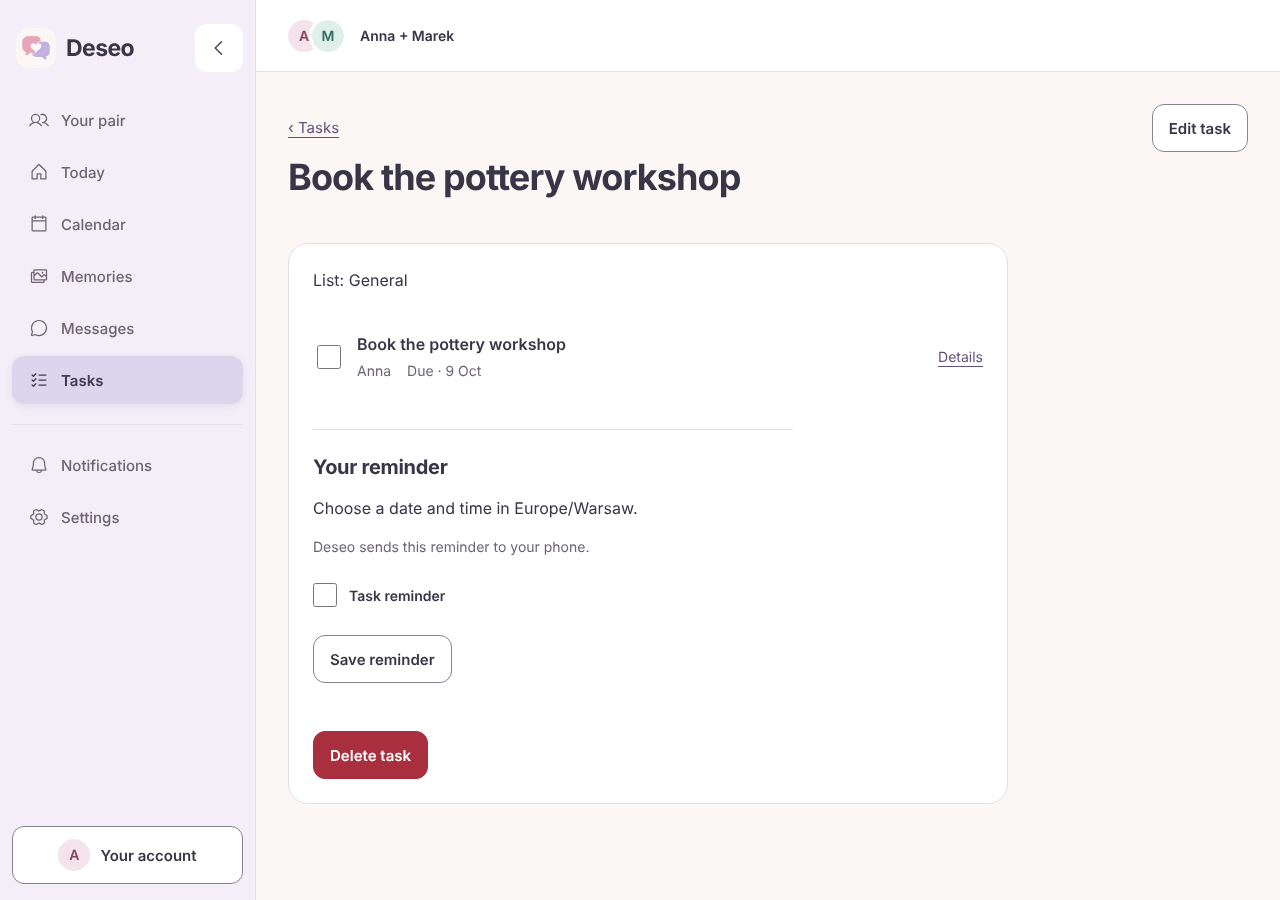 Deseo
Your pair
Today
Calendar
Memories
Messages
Tasks
Notifications
Settings
A Your account
A M Anna + Marek
‹ Tasks
Edit task
Book the pottery workshop
List: General
Book the pottery workshop
Anna Due · 9 Oct
Details
Your reminder
Choose a date and time in Europe/Warsaw.
Deseo sends this reminder to your phone.
Task reminder
Save reminder
Delete task